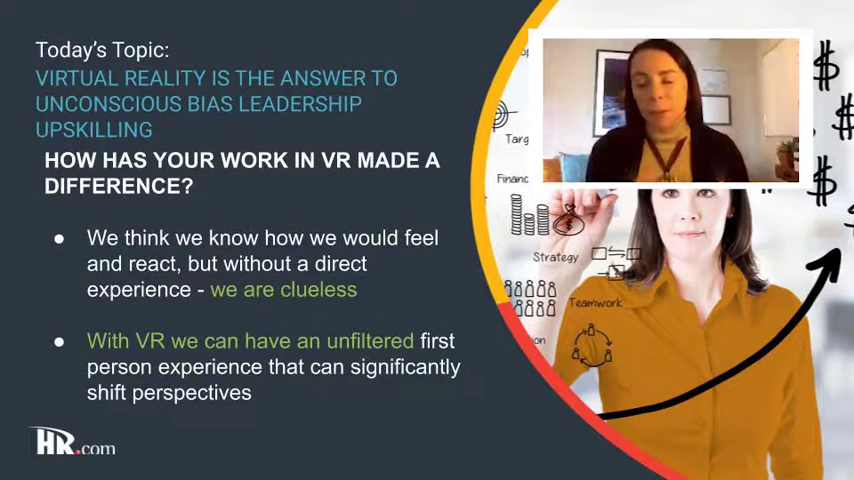 Today's Topic:
VIRTUAL REALITY IS THE ANSWER TO
UNCONSCIOUS BIAS LEADERSHIP
UPSKILLING
HOW HAS YOUR WORK IN VR MADE A
DIFFERENCE?
● We think we know how we would feel
and react, but without a direct
experience - we are clueless
● With VR we can have an unfiltered first
person experience that can significantly
shift perspectives
HR.com
Targ
Financ
Strategy
Teamwork
$
$
$